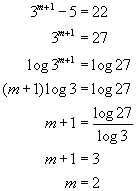 3^{m+1} − 5 = 22
3^{m+1} = 27
log 3^{m+1} = log 27
(m + 1) log 3 = log 27
m + 1 = \frac{log 27}{log 3}
m + 1 = 3
m = 2